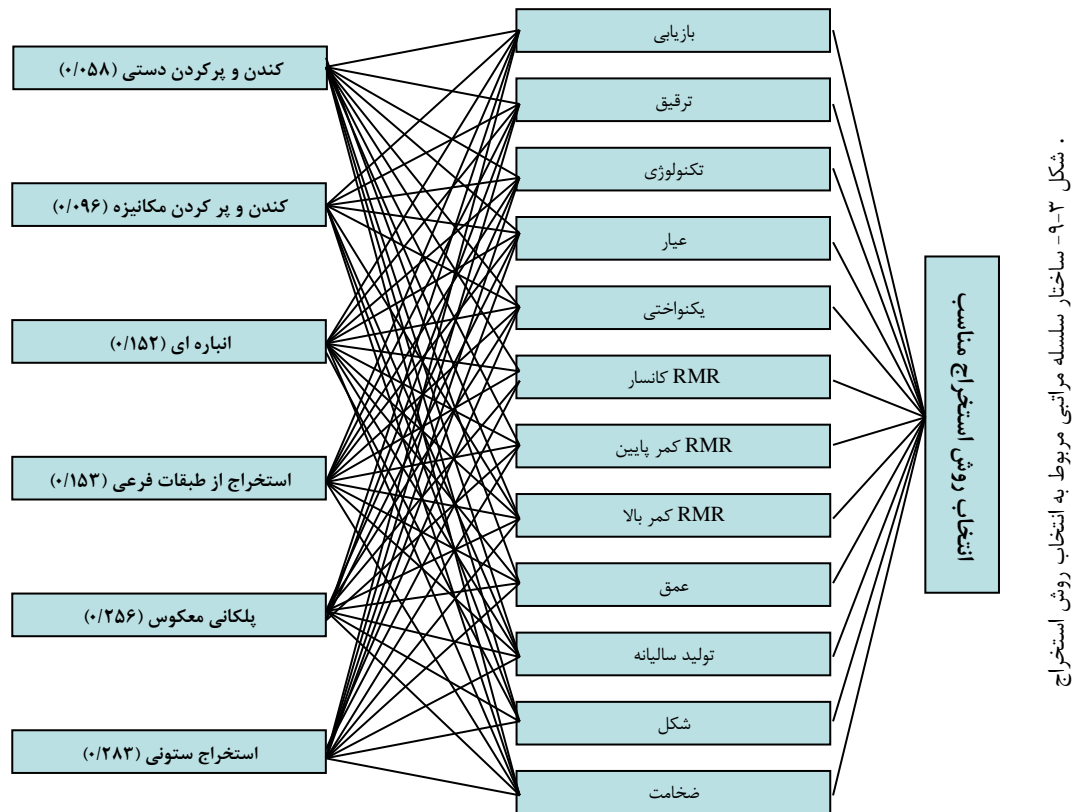 شکل ۳-۹- ساختار سلسله مراتبی مربوط به انتخاب روش استخراج .
انتخاب روش استخراج مناسب
بازیابی
ترقیق
تکنولوژی
عیار
یکنواختی
RMR کانسار
RMR کمر پایین
RMR کمر بالا
عمق
تولید سالیانه
شکل
ضخامت
کندن و پرکردن دستی (۰/۰۵۸)
کندن و پر کردن مکانیزه (۰/۰۹۶)
انباره ای (۰/۱۵۲)
استخراج از طبقات فرعی (۰/۱۵۳)
پلکانی معکوس (۰/۲۵۶)
استخراج ستونی (۰/۲۸۳)